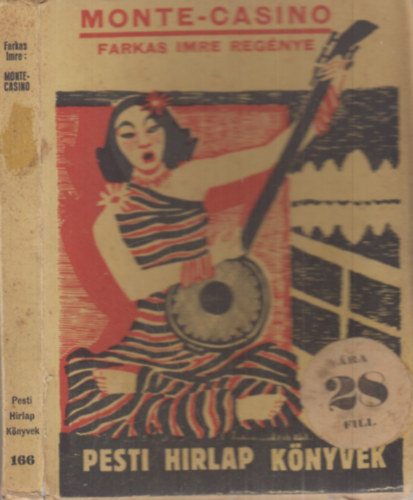 Farkas
Imre:
MONTE-
CASINO
Pesti
Hirlap
Könyvek
166
MONTE-CASINO
FARKAS IMRE REGÉNYE
ÁRA
28
FILL
PESTI HIRLAP KÖNYVEK